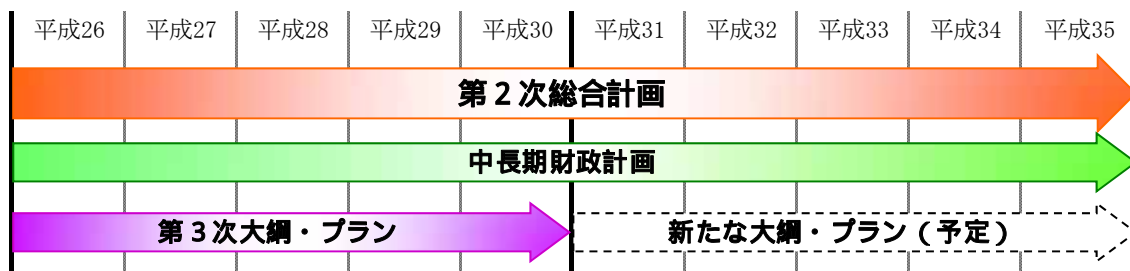 平成26 平成27 平成28 平成29 平成30 平成31 平成32 平成33 平成34 平成35
第２次総合計画
中長期財政計画
第３次大綱・プラン 新たな大綱・プラン（予定）